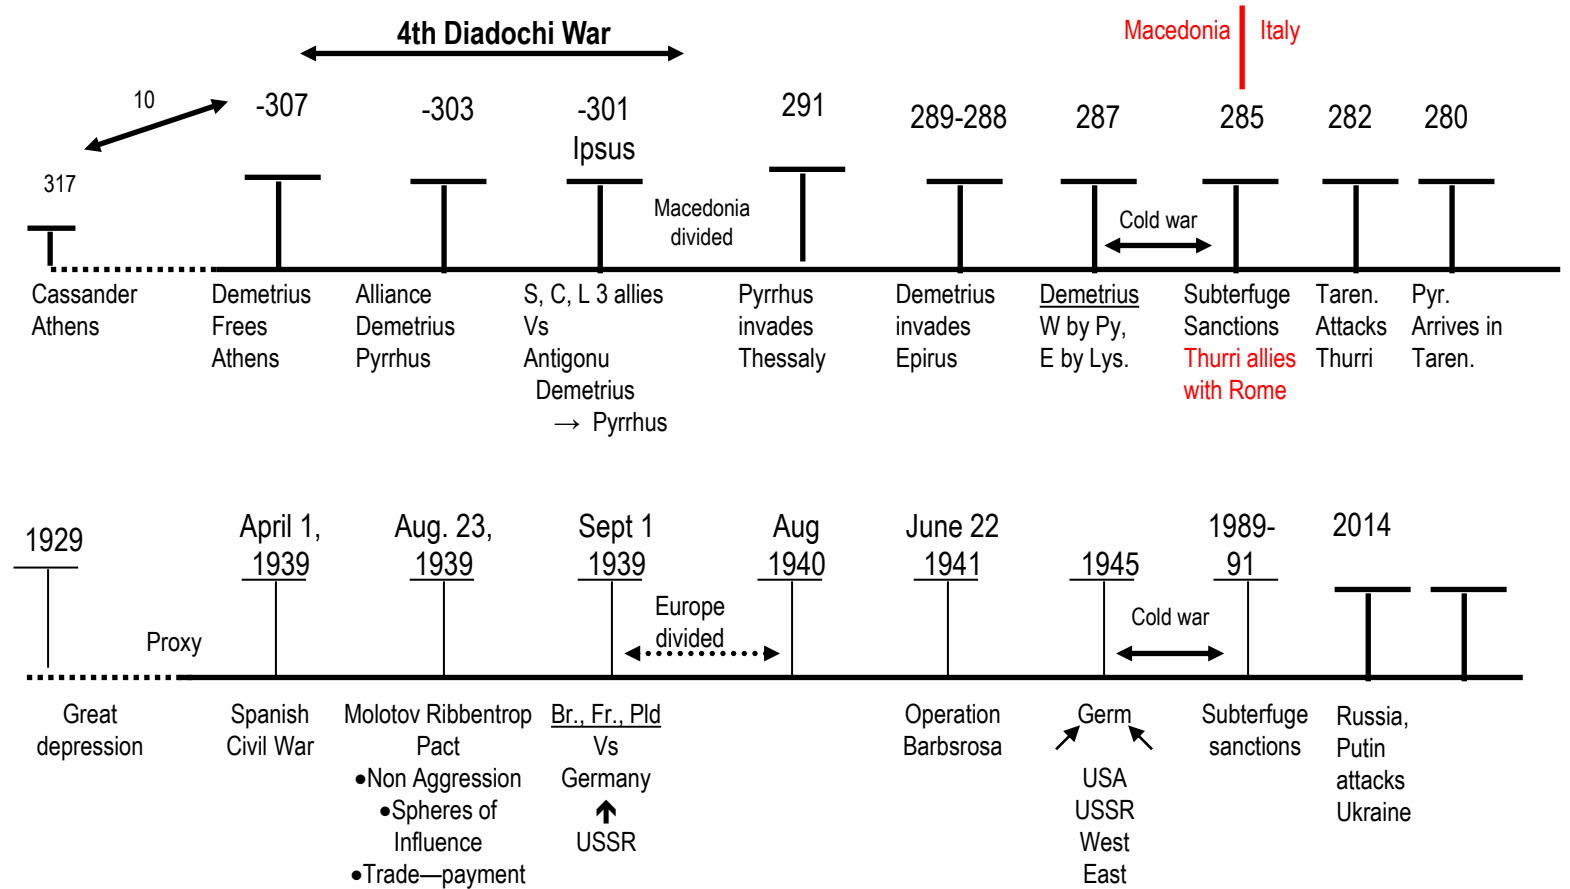 4th Diadochi War
Macedonia Italy
10
317
-307
-303
-301
Ipsus
291
289-288
287
285
282
280
Macedonia
divided
Cold war
Cassander
Athens
Demetrius
Frees
Athens
Alliance
Demetrius
Pyrrhus
S, C, L 3 allies
Vs
Antigonu
Demetrius
→ Pyrrhus
Pyrrhus
invades
Thessaly
Demetrius
invades
Epirus
Demetrius
W by Py,
E by Lys.
Subterfuge
Sanctions
Thurri allies
with Rome
Taren.
Attacks
Thurri
Pyr.
Arrives in
Taren.
1929
April 1,
1939
Aug. 23,
1939
Sept 1
1939
Aug
1940
June 22
1941
1945
1989-
91
2014
Proxy
Europe
divided
Cold war
Great
depression
Spanish
Civil War
Molotov Ribbentrop
Pact
•Non Aggression
•Spheres of
Influence
•Trade—payment
Br., Fr., Pld
Vs
Germany
USSR
Operation
Barbsrosa
Germ
USA
USSR
West
East
Subterfuge
sanctions
Russia,
Putin
attacks
Ukraine